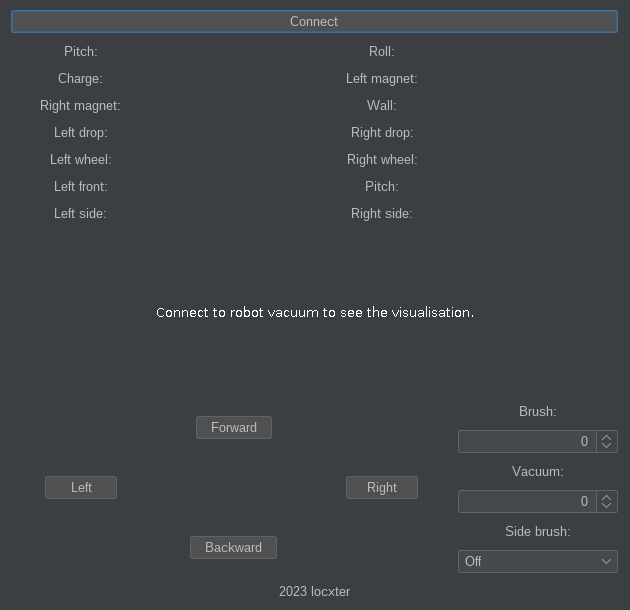 Connect
Pitch: Roll:
Charge: Left magnet:
Right magnet: Wall:
Left drop: Right drop:
Left wheel: Right wheel:
Left front: Pitch:
Left side: Right side:
Connect to robot vacuum to see the visualisation.
Brush:
Forward
0
Vacuum:
Left Right
0
Side brush:
Backward
Off
2023 locxter